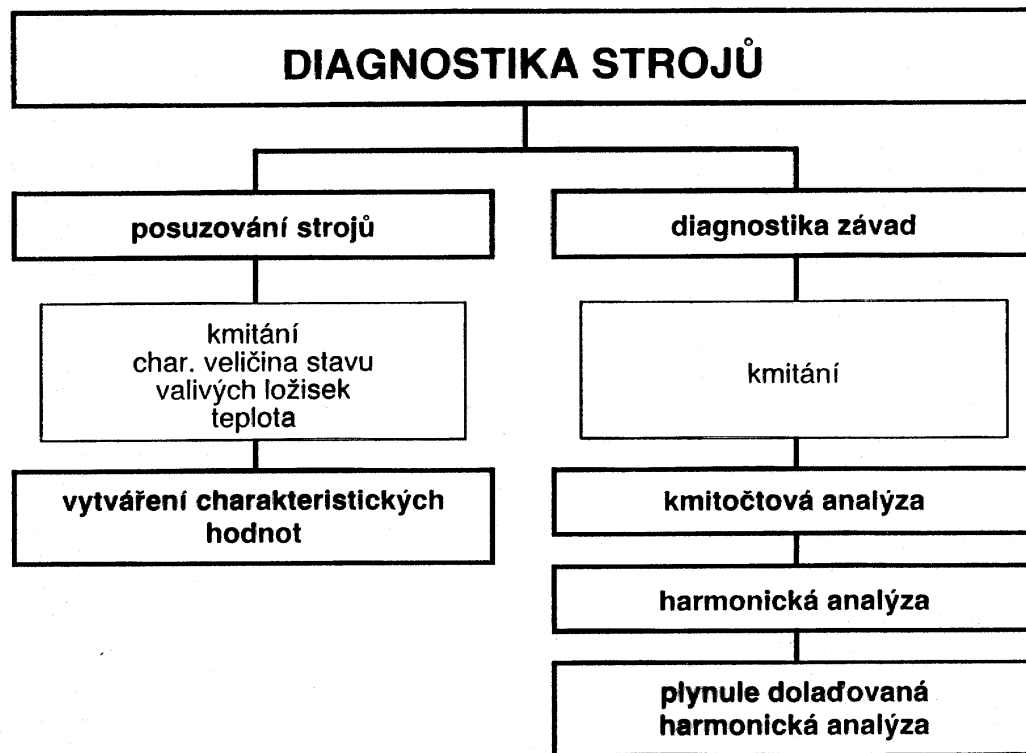 DIAGNOSTIKA STROJŮ
posuzování strojů
kmitání
char. veličina stavu
valivých ložisek
teplota
vytváření charakteristických
hodnot
diagnostika závad
kmitání
kmitočtová analýza
harmonická analýza
plynule dolaďovaná
harmonická analýza